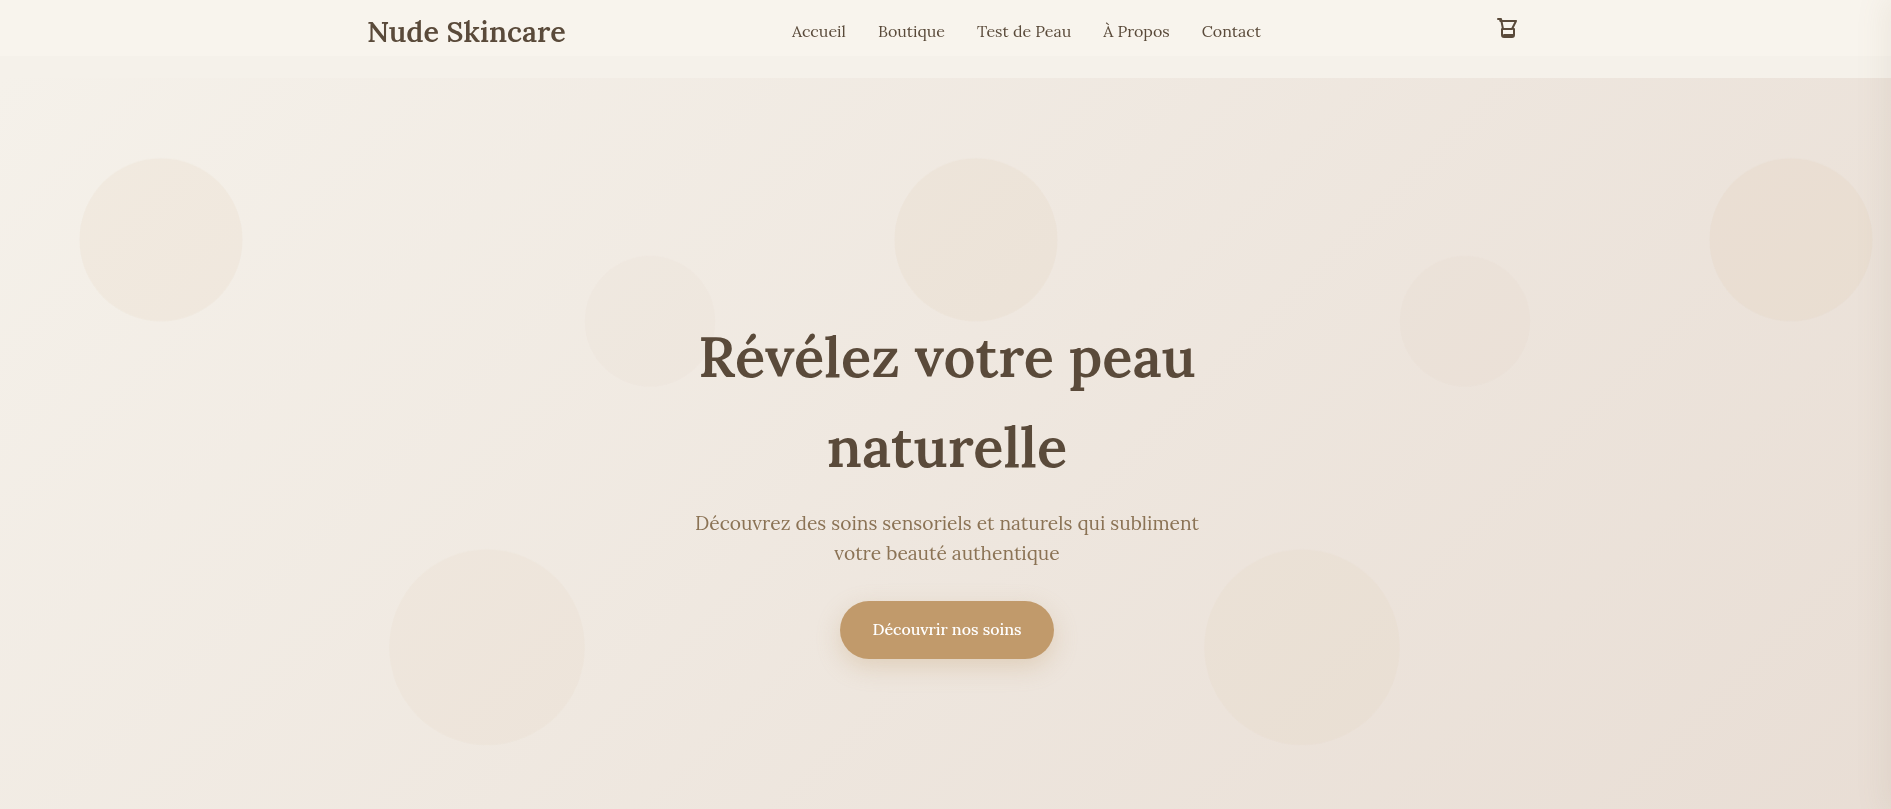 Nude Skincare
Accueil
Boutique
Test de Peau
À Propos
Contact
Révélez votre peau
naturelle
Découvrez des soins sensoriels et naturels qui subliment
votre beauté authentique
Découvrir nos soins